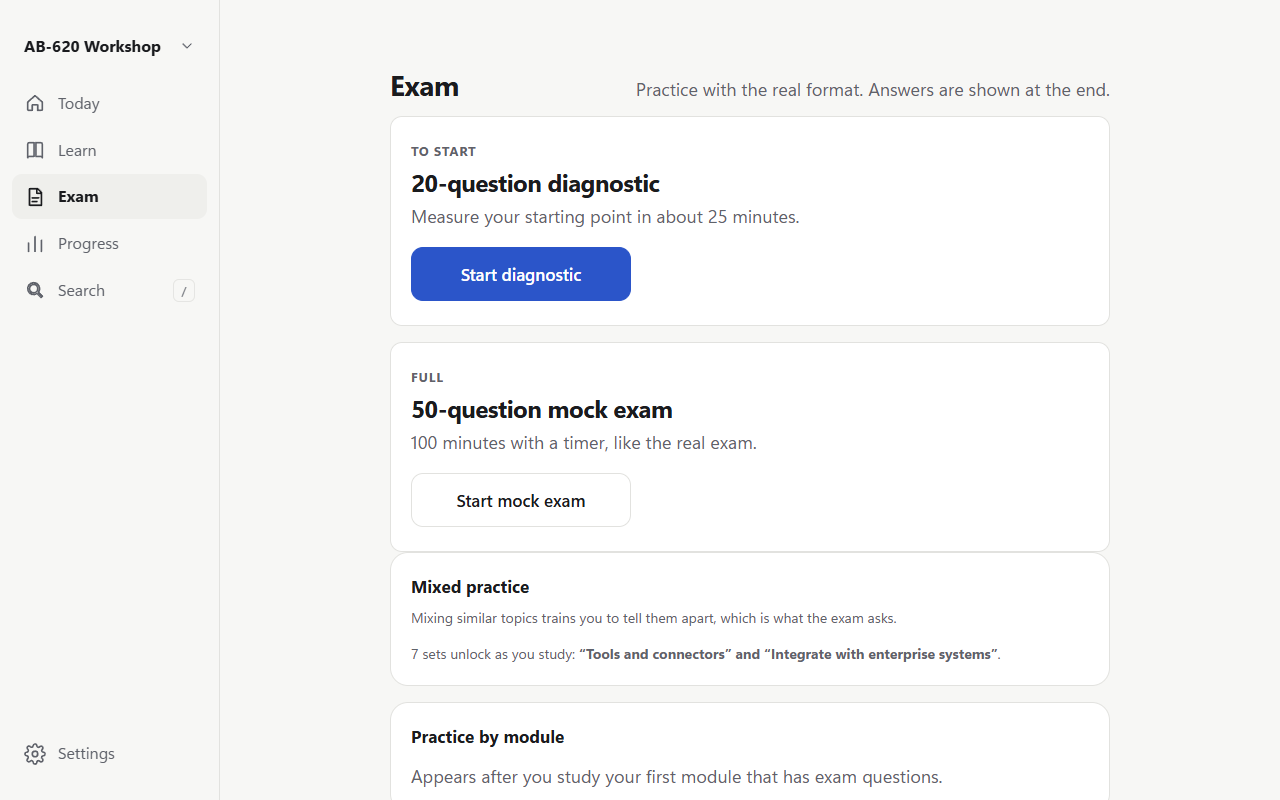 AB-620 Workshop
Today
Learn
Exam
Progress
Search /
Settings
Exam
Practice with the real format. Answers are shown at the end.
TO START
20-question diagnostic
Measure your starting point in about 25 minutes.
Start diagnostic
FULL
50-question mock exam
100 minutes with a timer, like the real exam.
Start mock exam
Mixed practice
Mixing similar topics trains you to tell them apart, which is what the exam asks.
7 sets unlock as you study: “Tools and connectors” and “Integrate with enterprise systems”.
Practice by module
Appears after you study your first module that has exam questions.